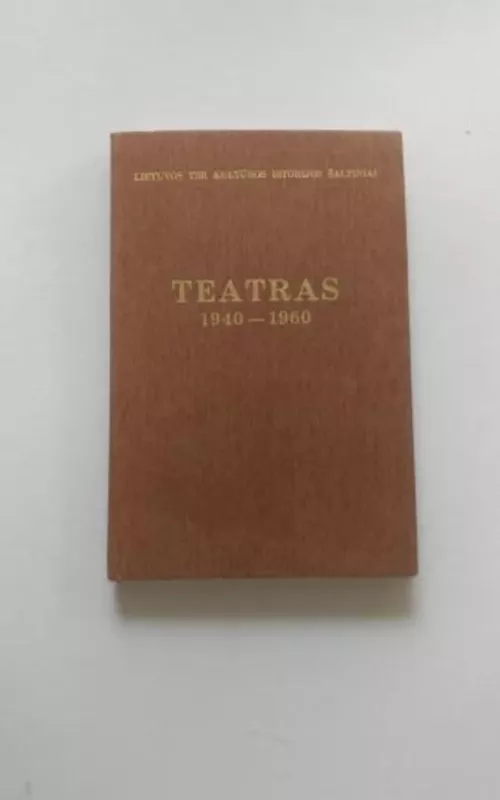 LIETUVOS TSR KULTŪROS ISTORIJOS ŠALTINIAI
TEATRAS
1940 — 1960